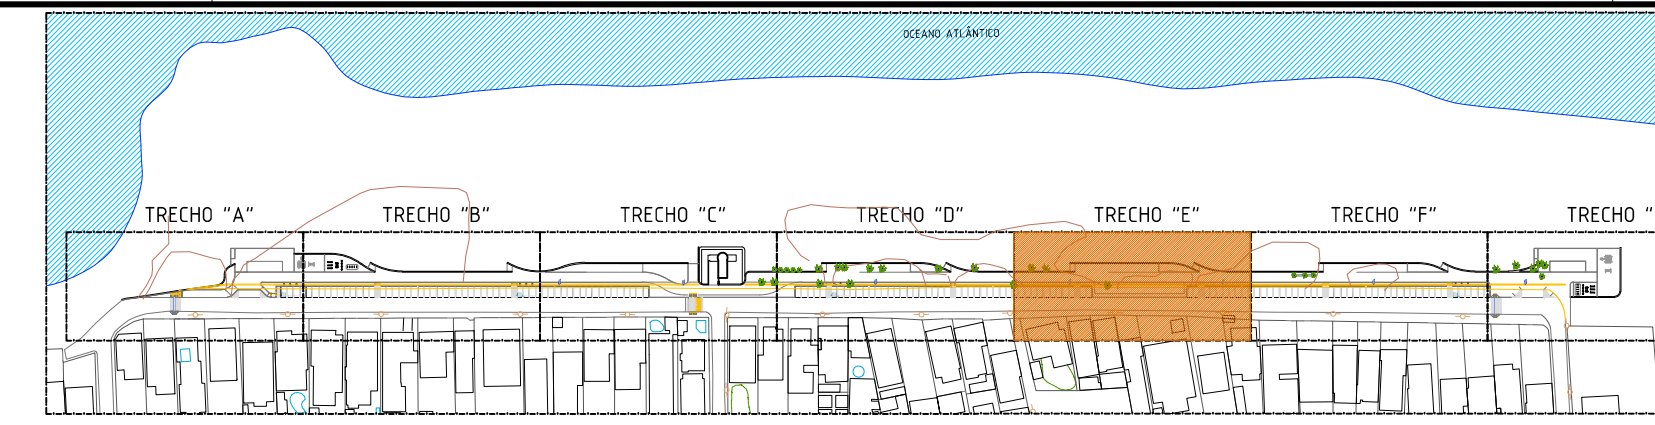 OCEANO ATLÂNTICO
TRECHO "A"
TRECHO "B"
TRECHO "C"
TRECHO "D"
TRECHO "E"
TRECHO "F"
TRECHO "